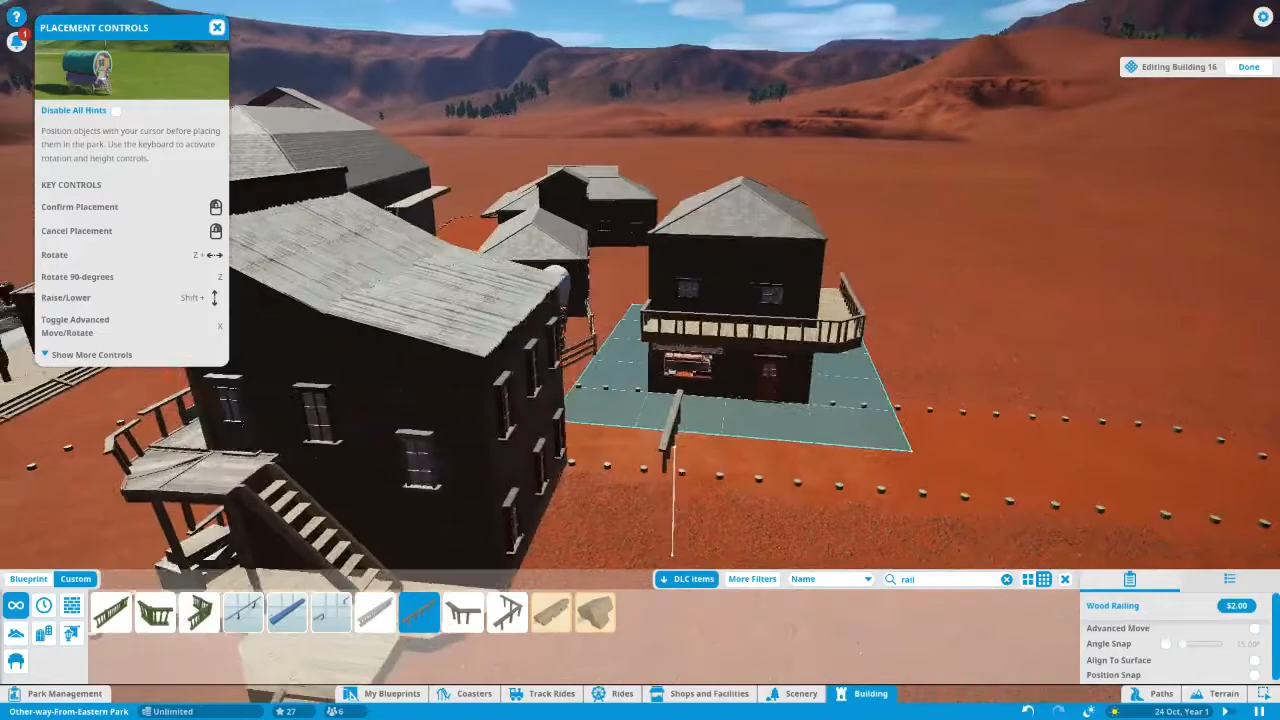 PLACEMENT CONTROLS
1
Disable All Hints
Position objects with your cursor before placing
them in the park. Use the keyboard to activate
rotation and height controls.
KEY CONTROLS
Confirm Placement
Cancel Placement
Rotate Z +
Rotate 90-degrees Z
Raise/Lower Shift +
Toggle Advanced
Move/Rotate X
Show More Controls
Editing Building 16 Done
Blueprint Custom
DLC Items More Filters Name rail
Wood Railing $2.00
Advanced Move
Angle Snap 15.00°
Align To Surface
Position Snap
Park Management My Blueprints Coasters Track Rides Rides Shops and Facilities Scenery Building Paths Terrain
Other-way-From-Eastern Park Unlimited 27 6 24 Oct, Year 1